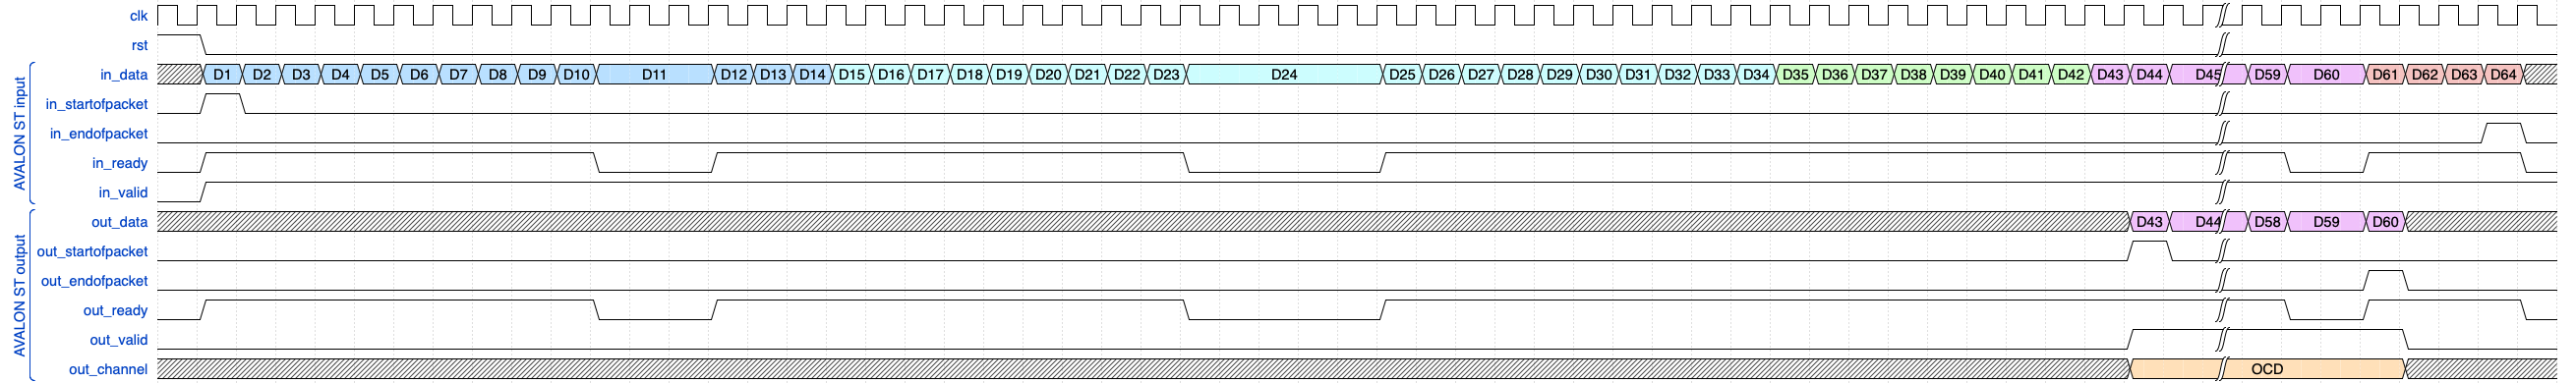 clk
rst
in_data D1 D2 D3 D4 D5 D6 D7 D8 D9 D10 D11 D12 D13 D14 D15 D16 D17 D18 D19 D20 D21 D22 D23 D24 D25 D26 D27 D28 D29 D30 D31 D32 D33 D34 D35 D36 D37 D38 D39 D40 D41 D42 D43 D44 D45 D59 D60 D61 D62 D63 D64
in_startofpacket
in_endofpacket
in_ready
in_valid
AVALON ST input
out_data D43 D44 D58 D59 D60
out_startofpacket
out_endofpacket
out_ready
out_valid
out_channel OCD
AVALON ST output